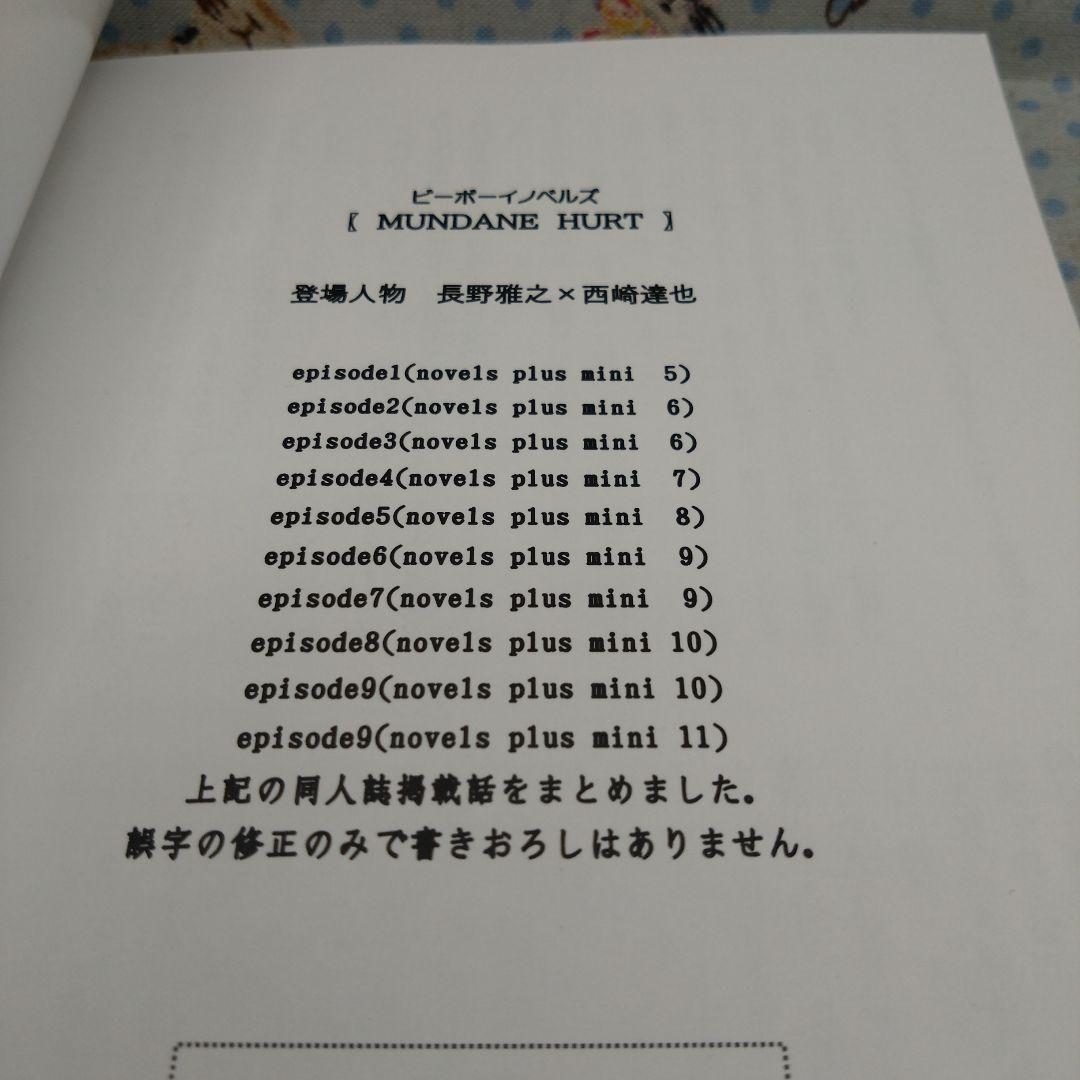 ビーボーイノベルズ
〖 MUNDANE HURT 〗
登場人物　長野雅之×西崎達也
episode1(novels plus mini 5)
episode2(novels plus mini 6)
episode3(novels plus mini 6)
episode4(novels plus mini 7)
episode5(novels plus mini 8)
episode6(novels plus mini 9)
episode7(novels plus mini 9)
episode8(novels plus mini 10)
episode9(novels plus mini 10)
episode9(novels plus mini 11)
上記の同人誌掲載話をまとめました。
誤字の修正のみで書きおろしはありません。